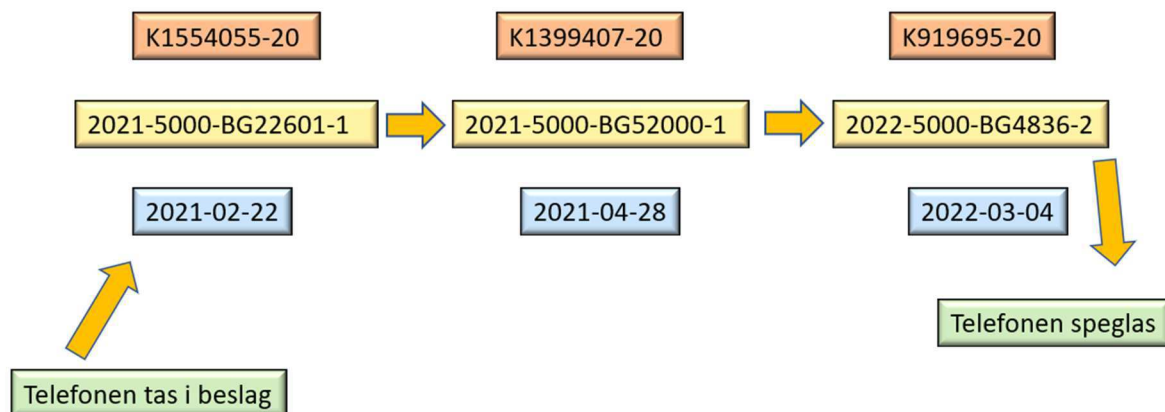 K1554055-20
K1399407-20
K919695-20
2021-5000-BG22601-1
2021-5000-BG52000-1
2022-5000-BG4836-2
2021-02-22
2021-04-28
2022-03-04
Telefonen speglas
Telefonen tas i beslag